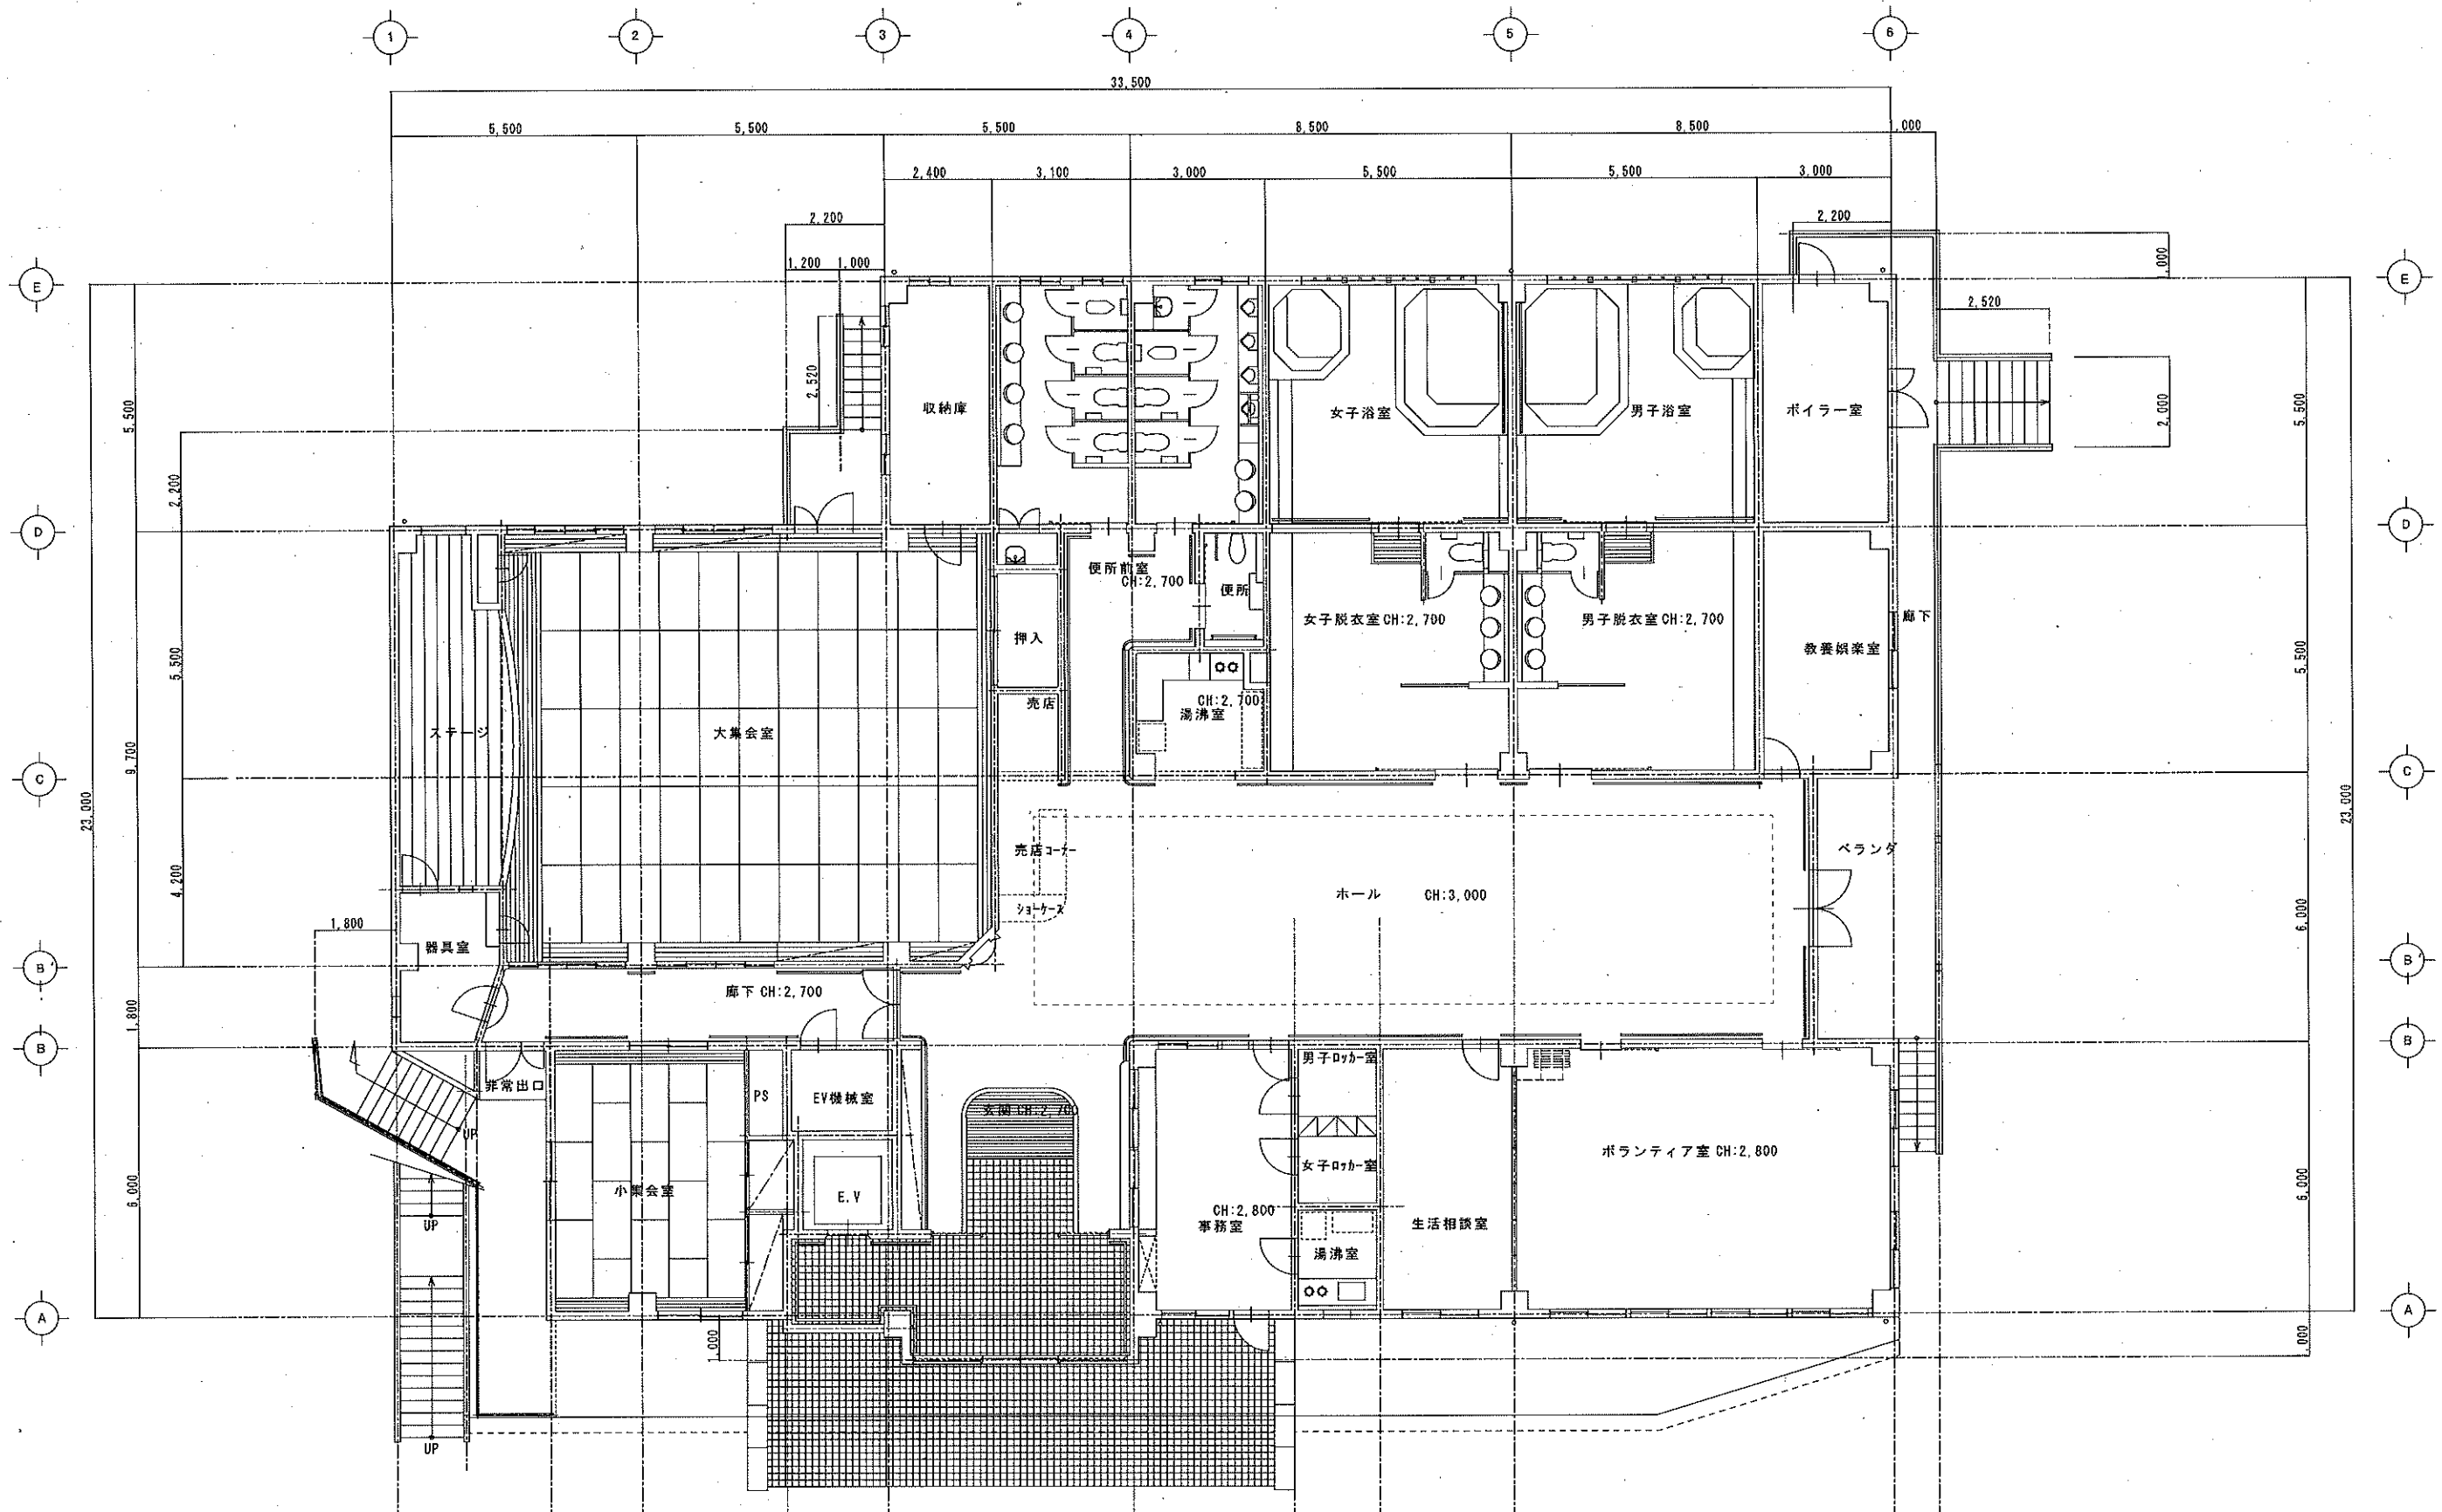 1 2 3 4 5 6
33,500
5,500 5,500 5,500 8,500 8,500 ,000
2,400 3,100 3,000 5,500 5,500 3,000
2,200 2,200
1,200 1,000 ,000
E E
2,520
2,520
収納庫 女子浴室 男子浴室 ボイラー室
5,500 5,500 2,000
2,200
D D
便所前室
CH:2,700
便所
女子脱衣室 CH:2,700 男子脱衣室 CH:2,700 廊下
押入
教養娯楽室
5,500 5,500
売店 CH:2,700
湯沸室
ステージ 大集会室
9,700
C C
23,000 23,000
売店コーナー ベランダ
4,200
ホール CH:3,000
ショーケース
1,800 6,000
器具室
B' B'
廊下 CH:2,700
1,800
B B
男子ロッカー室
非常出口
PS EV機械室 玄関 CH:2,700
UP
ボランティア室 CH:2,800
女子ロッカー室
小集会室 E.V
6,000 6,000
CH:2,800
事務室 生活相談室
UP
湯沸室
A A
1,000 ,000
UP